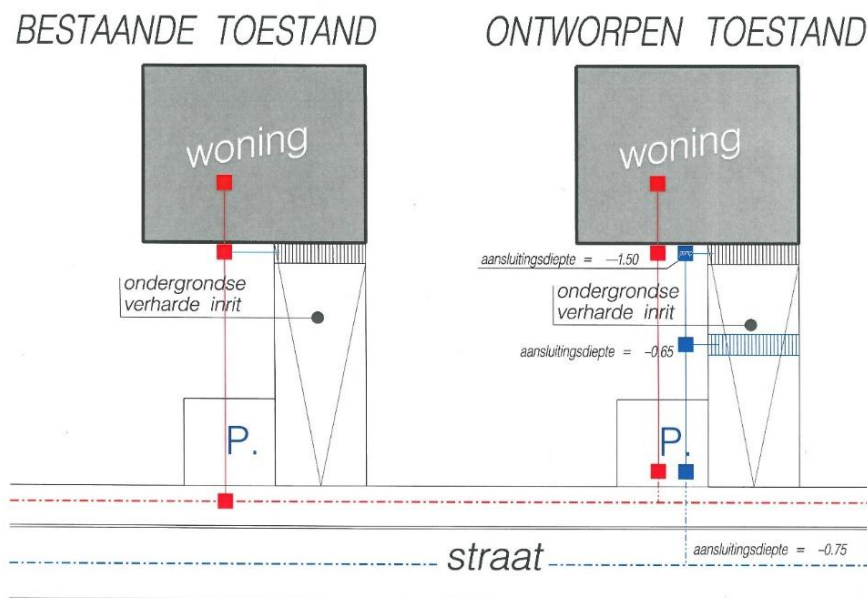 BESTAANDE TOESTAND
ONTWORPEN TOESTAND
woning
woning
aansluitingsdiepte = -1.50
pomp
ondergrondse
verharde inrit
ondergrondse
verharde inrit
aansluitingsdiepte = -0.65
P.
P.
straat
aansluitingsdiepte = -0.75